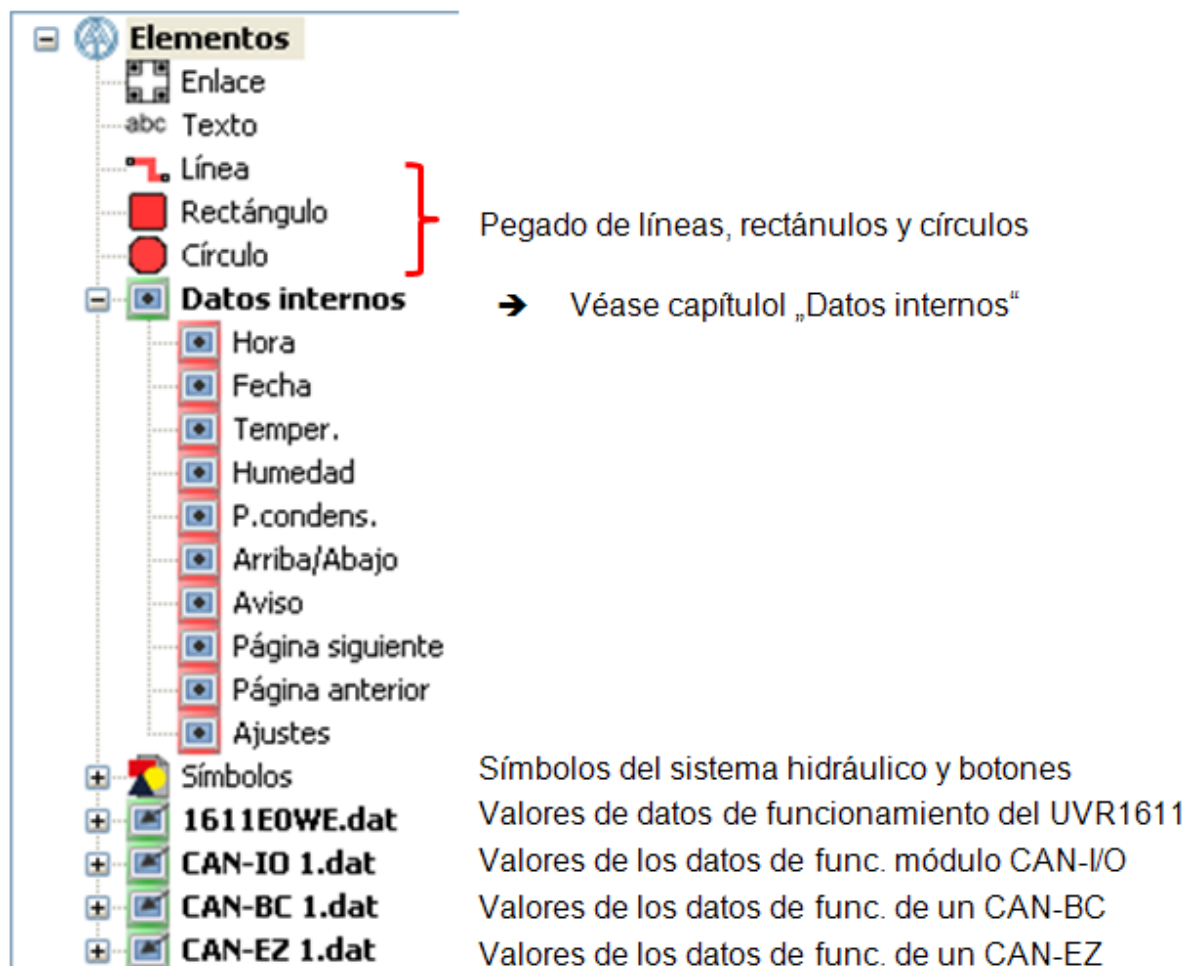 Elementos
Enlace
abc Texto
Línea
Rectángulo
Pegado de líneas, rectánulos y círculos
Círculo
Datos internos → Véase capítulol „Datos internos“
Hora
Fecha
Temper.
Humedad
P.condens.
Arriba/Abajo
Aviso
Página siguiente
Página anterior
Ajustes
Símbolos Símbolos del sistema hidráulico y botones
1611E0WE.dat Valores de datos de funcionamiento del UVR1611
CAN-IO 1.dat Valores de los datos de func. módulo CAN-I/O
CAN-BC 1.dat Valores de los datos de func. de un CAN-BC
CAN-EZ 1.dat Valores de los datos de func. de un CAN-EZ